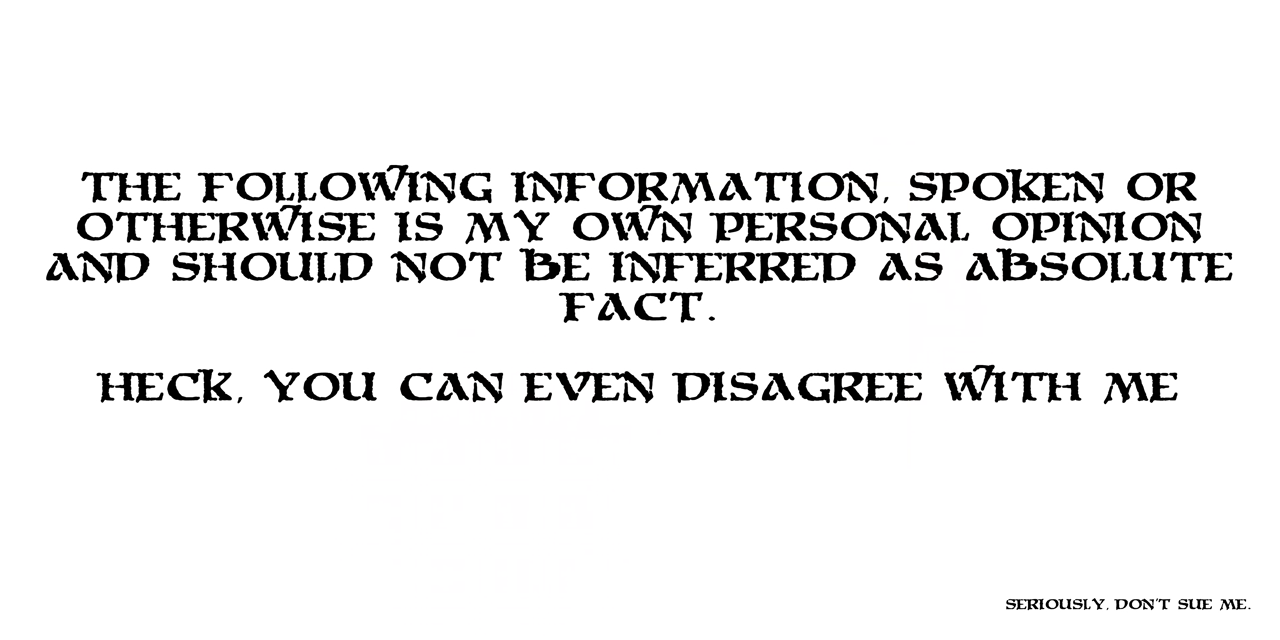 THE FOLLOWING INFORMATION, SPOKEN OR
OTHERWISE IS MY OWN PERSONAL OPINION
AND SHOULD NOT BE INFERRED AS ABSOLUTE
FACT.
HECK, YOU CAN EVEN DISAGREE WITH ME
SERIOUSLY, DON'T SUE ME.